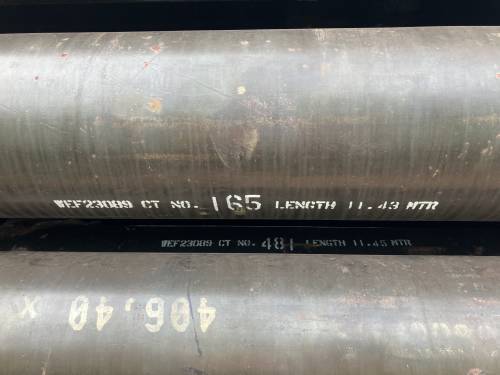 WEF23089 CT NO. 165 LENGTH 11.43 MTR
WEF23089 CT NO. 481 LENGTH 11.45 MTR
406,40 x